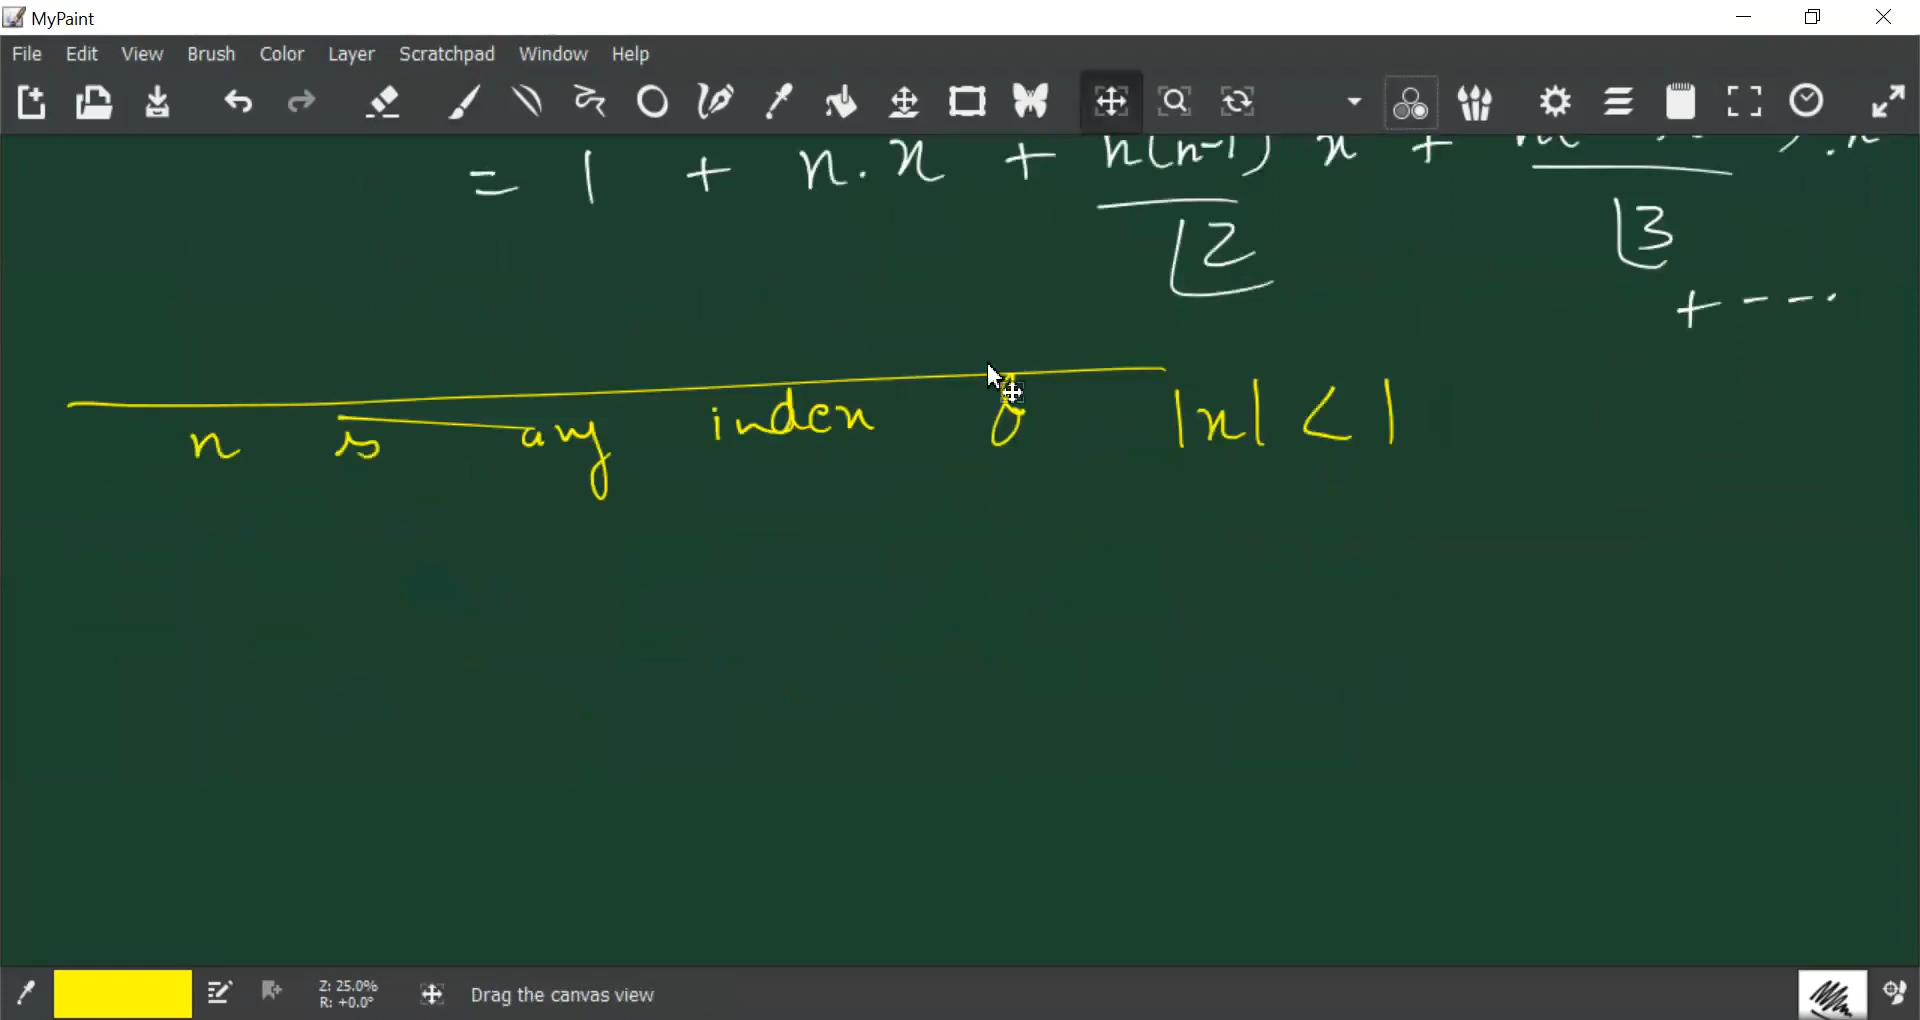 MyPaint
File Edit View Brush Color Layer Scratchpad Window Help
= 1 + n.x + n(n-1) x +
⌊2 ⌊3
+ ---.
n is any index |x| < 1
Z: 25.0%
R: +0.0°
Drag the canvas view